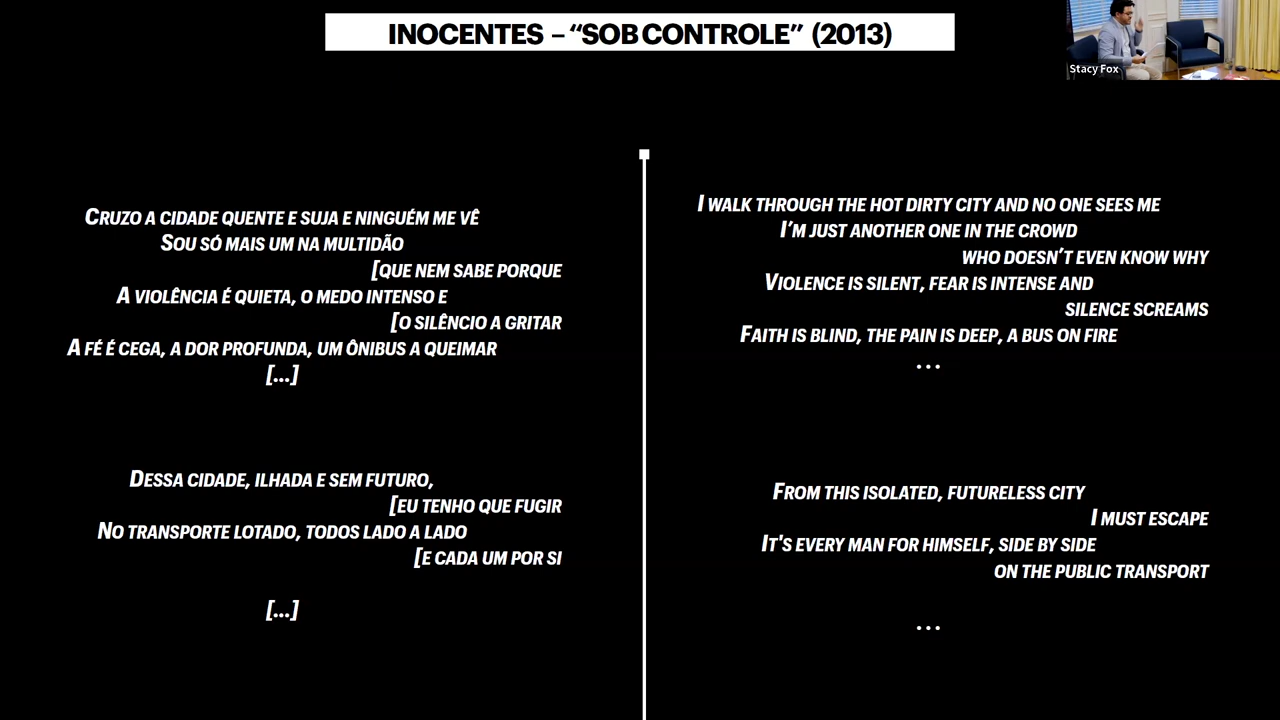 INOCENTES – “SOB CONTROLE” (2013)
Stacy Fox
CRUZO A CIDADE QUENTE E SUJA E NINGUÉM ME VÊ
SOU SÓ MAIS UM NA MULTIDÃO
[QUE NEM SABE PORQUE
A VIOLÊNCIA É QUIETA, O MEDO INTENSO E
[O SILÊNCIO A GRITAR
A FÉ É CEGA, A DOR PROFUNDA, UM ÔNIBUS A QUEIMAR
[...]
DESSA CIDADE, ILHADA E SEM FUTURO,
[EU TENHO QUE FUGIR
NO TRANSPORTE LOTADO, TODOS LADO A LADO
[E CADA UM POR SI
[...]
I WALK THROUGH THE HOT DIRTY CITY AND NO ONE SEES ME
I’M JUST ANOTHER ONE IN THE CROWD
WHO DOESN’T EVEN KNOW WHY
VIOLENCE IS SILENT, FEAR IS INTENSE AND
SILENCE SCREAMS
FAITH IS BLIND, THE PAIN IS DEEP, A BUS ON FIRE
...
FROM THIS ISOLATED, FUTURELESS CITY
I MUST ESCAPE
IT'S EVERY MAN FOR HIMSELF, SIDE BY SIDE
ON THE PUBLIC TRANSPORT
...